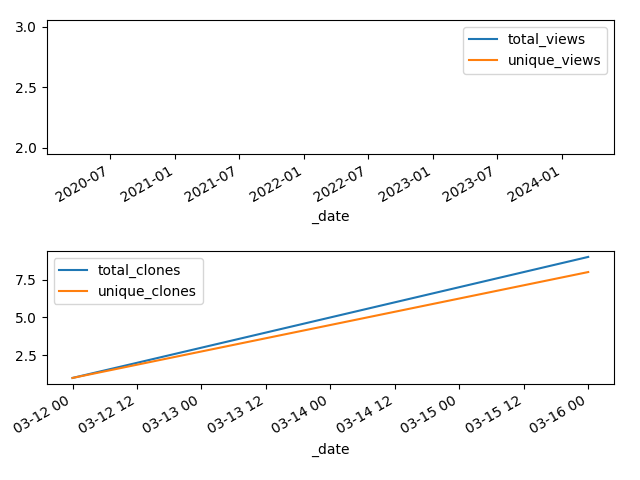 3.0
2.5
2.0
total_views
unique_views
2020-07 2021-01 2021-07 2022-01 2022-07 2023-01 2023-07 2024-01
_date
total_clones
unique_clones
7.5
5.0
2.5
03-12 00 03-12 12 03-13 00 03-13 12 03-14 00 03-14 12 03-15 00 03-15 12 03-16 00
_date